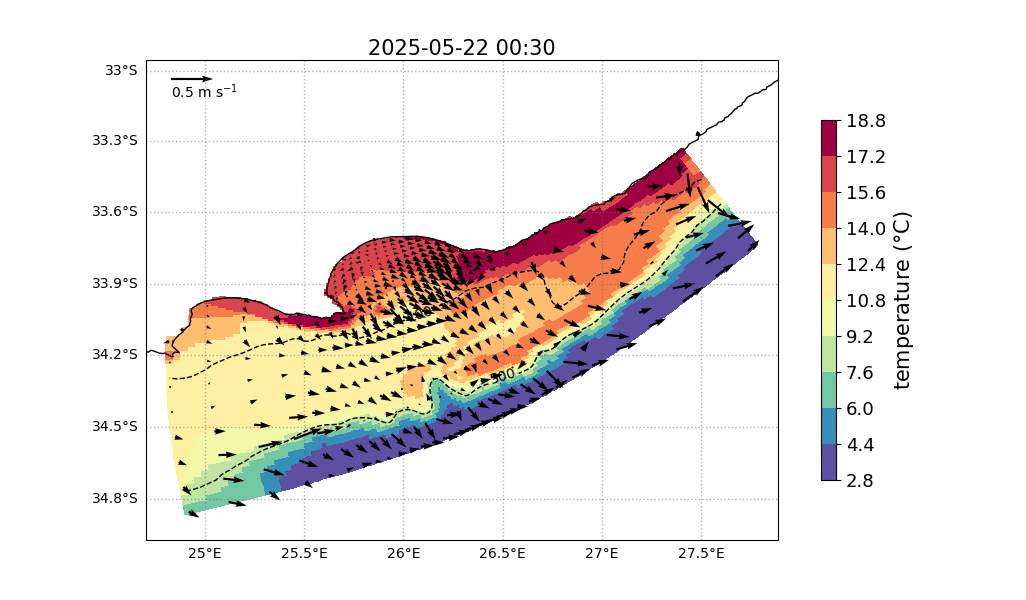 2025-05-22 00:30
0.5 m s⁻¹
33°S
33.3°S
33.6°S
33.9°S
34.2°S
34.5°S
34.8°S
25°E
25.5°E
26°E
26.5°E
27°E
27.5°E
500
18.8
17.2
15.6
14.0
12.4
10.8
9.2
7.6
6.0
4.4
2.8
temperature (°C)